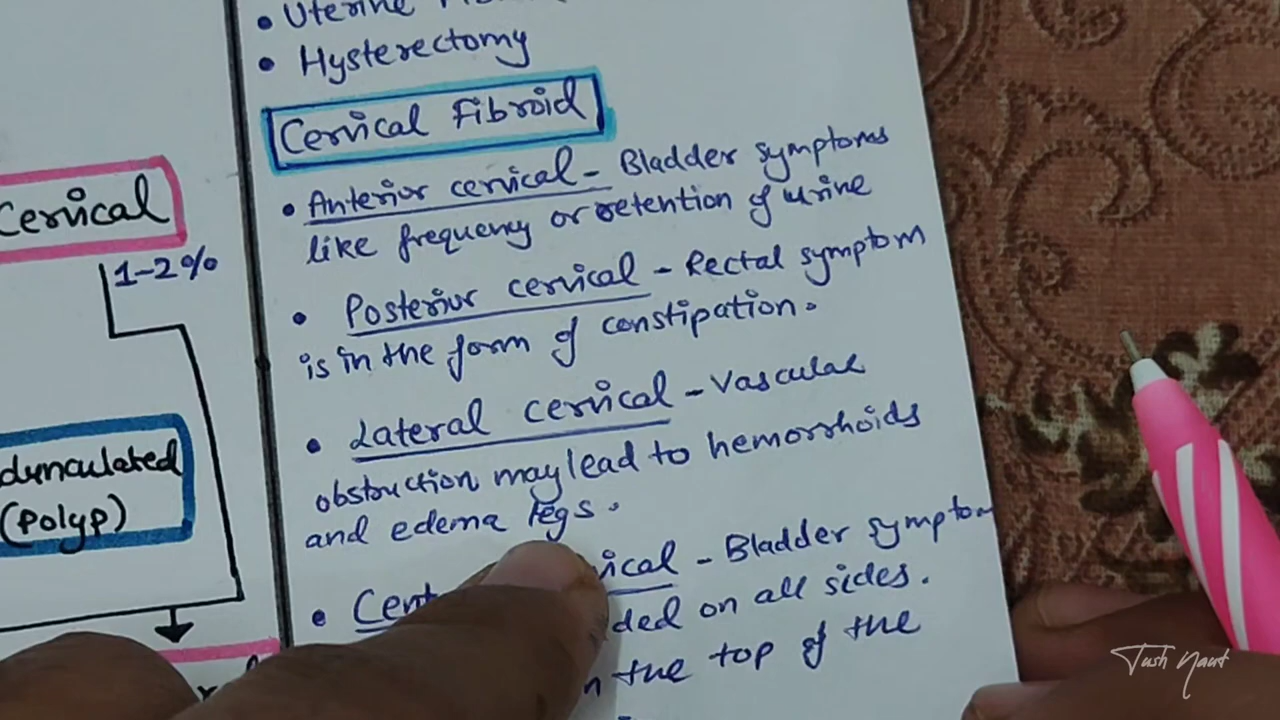 • Uterine
• Hysterectomy
Cervical Fibroid
• Anterior cervical - Bladder symptoms
like frequency or retention of urine
• Posterior cervical - Rectal symptom
is in the form of constipation.
• Lateral cervical - Vascular
obstruction may lead to hemorrhoids
and edema legs.
• Cent ical - Bladder symptom
ded on all sides.
n the top of the
Cervical
1-2%
dunculated
(Polyp)
Tush Naut